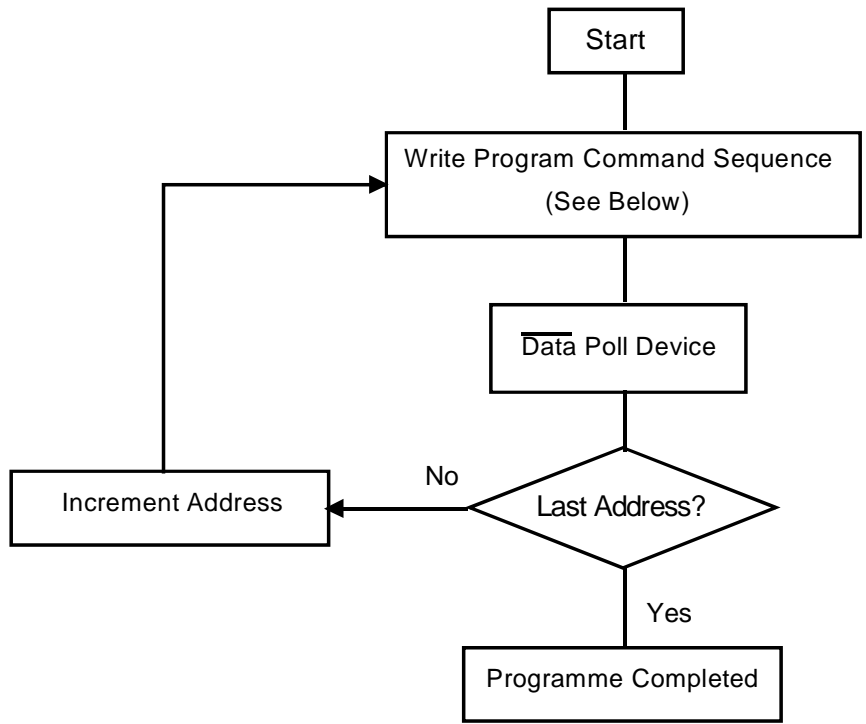 Start
Write Program Command Sequence
(See Below)
Data Poll Device
No
Increment Address
Last Address?
Yes
Programme Completed